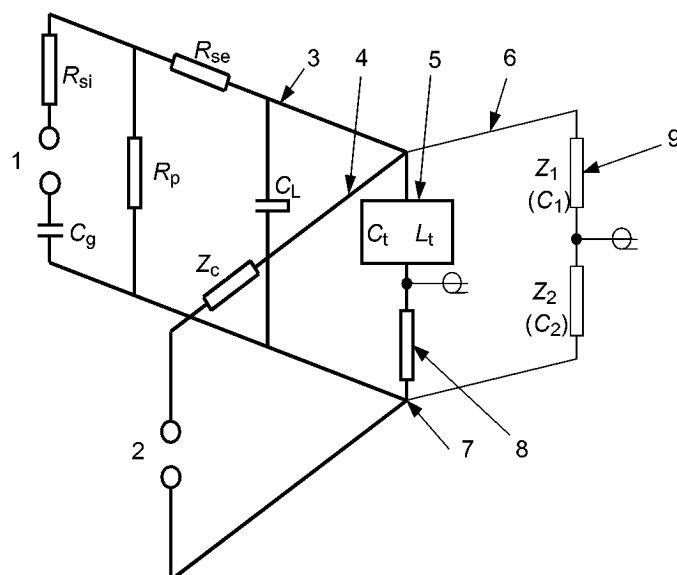 R_se
3
4
5
6
R_si
9
1
R_p
C_L
Z_1
(C_1)
C_g
Z_c
C_t L_t
Z_2
(C_2)
2
7
8